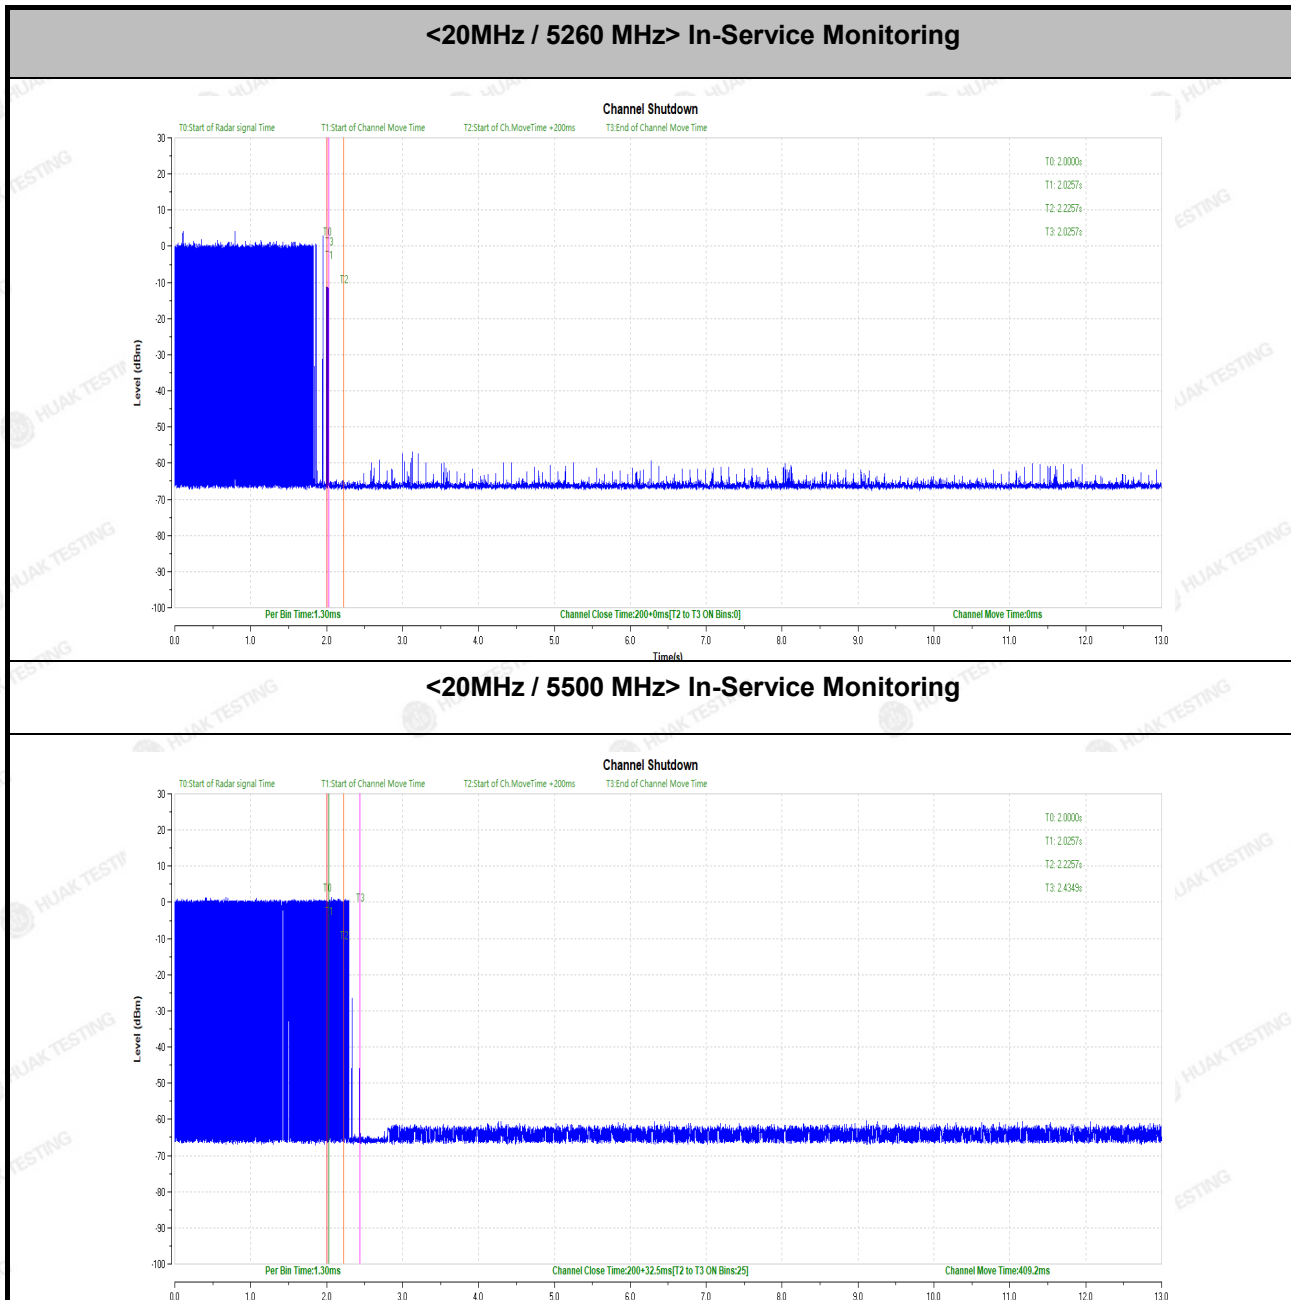 <20MHz / 5260 MHz> In-Service Monitoring
Channel Shutdown
T0:Start of Radar signal Time T1:Start of Channel Move Time T2:Start of Ch.MoveTime +200ms T3:End of Channel Move Time
30
20
10
0
-10
-20
-30
-40
-50
-60
-70
-80
-90
-100
Level (dBm)
T0: 2.0000s
T1: 2.0257s
T2: 2.2257s
T3: 2.0257s
T0
T3
T1
T2
Per Bin Time:1.30ms Channel Close Time:200+0ms[T2 to T3 ON Bins:0] Channel Move Time:0ms
0.0 1.0 2.0 3.0 4.0 5.0 6.0 7.0 8.0 9.0 10.0 11.0 12.0 13.0
Time(s)
<20MHz / 5500 MHz> In-Service Monitoring
Channel Shutdown
T0:Start of Radar signal Time T1:Start of Channel Move Time T2:Start of Ch.MoveTime +200ms T3:End of Channel Move Time
30
20
10
0
-10
-20
-30
-40
-50
-60
-70
-80
-90
-100
Level (dBm)
T0: 2.0000s
T1: 2.0257s
T2: 2.2257s
T3: 2.4349s
T0
T3
T1
T2
Per Bin Time:1.30ms Channel Close Time:200+32.5ms[T2 to T3 ON Bins:25] Channel Move Time:409.2ms
0.0 1.0 2.0 3.0 4.0 5.0 6.0 7.0 8.0 9.0 10.0 11.0 12.0 13.0
HUAK TESTING